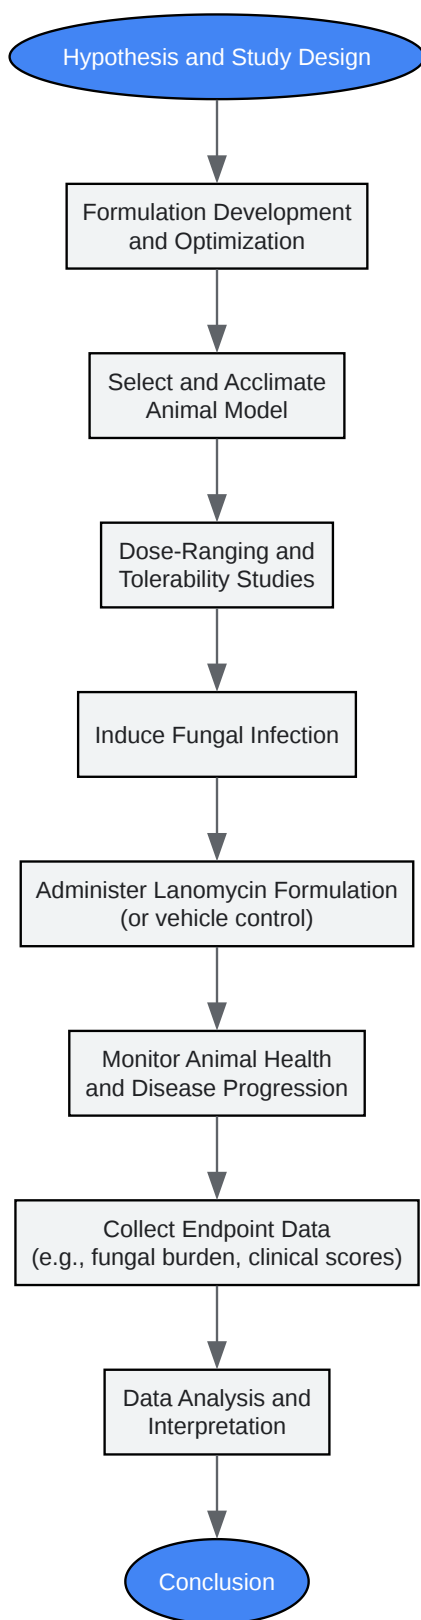 Hypothesis and Study Design
Formulation Development
and Optimization
Select and Acclimate
Animal Model
Dose-Ranging and
Tolerability Studies
Induce Fungal Infection
Administer Lanomycin Formulation
(or vehicle control)
Monitor Animal Health
and Disease Progression
Collect Endpoint Data
(e.g., fungal burden, clinical scores)
Data Analysis and
Interpretation
Conclusion